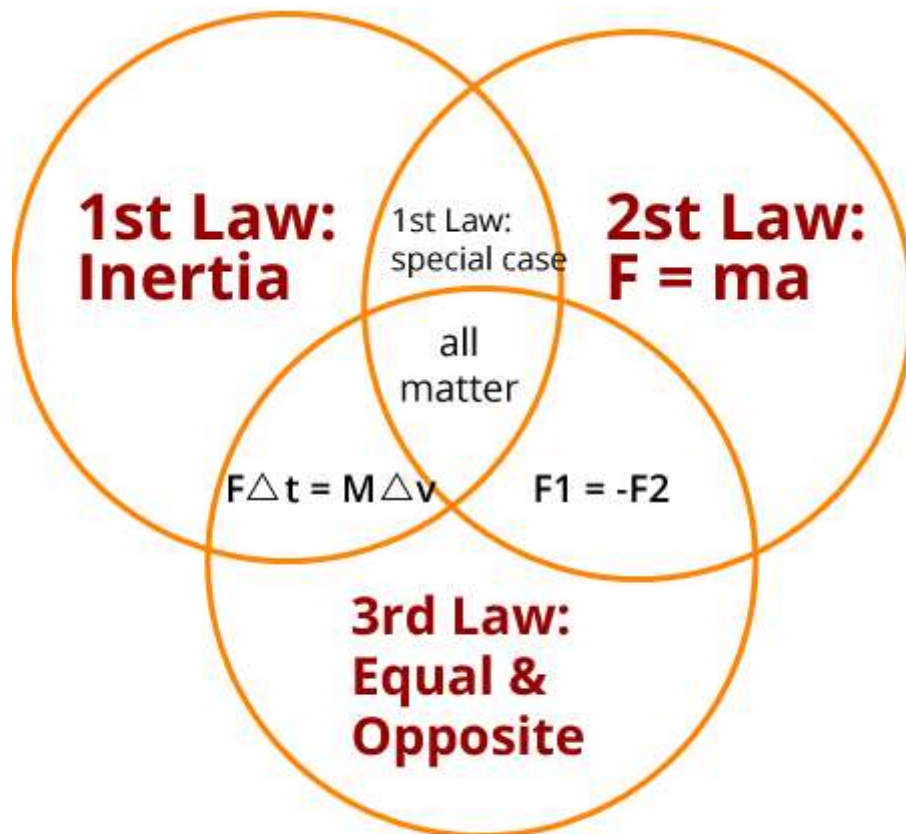 1st Law:
Inertia
1st Law:
special case
2st Law:
F = ma
all
matter
F△t = M△v
F1 = -F2
3rd Law:
Equal &
Opposite